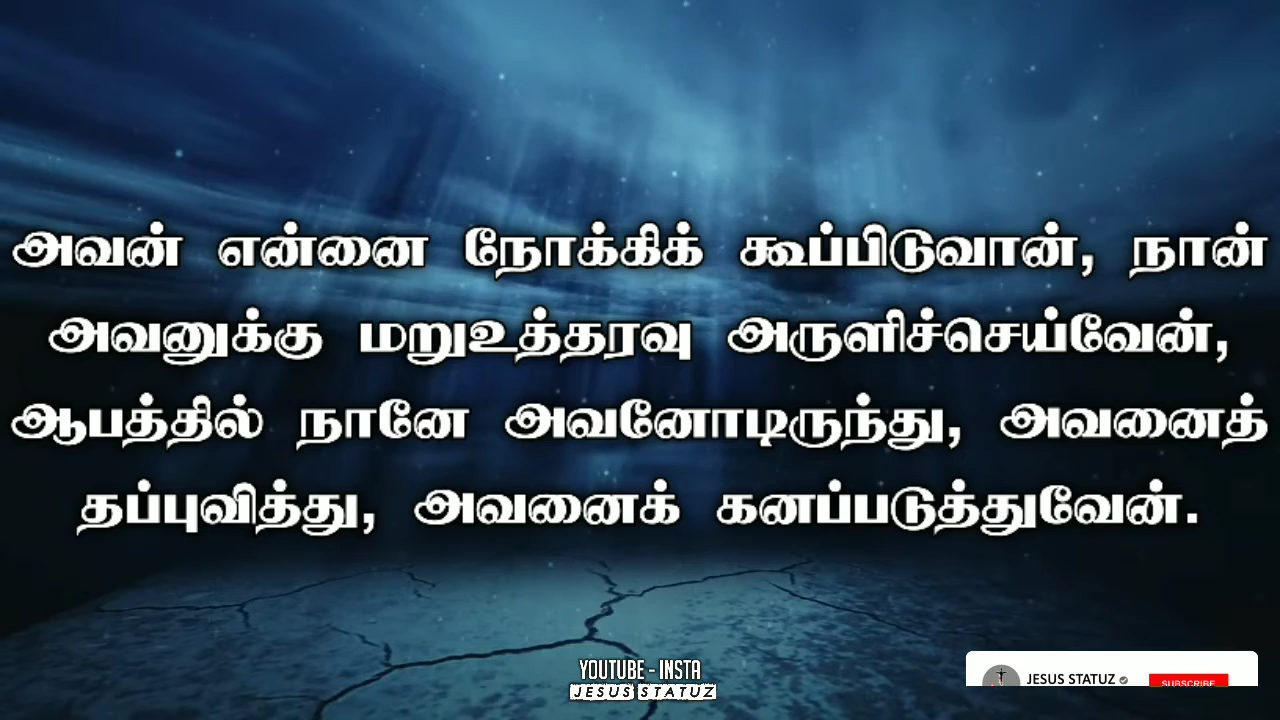 அவன் என்னை நோக்கிக் கூப்பிடுவான், நான்
அவனுக்கு மறுஉத்தரவு அருளிச்செய்வேன்,
ஆபத்தில் நானே அவனோடிருந்து, அவனைத்
தப்புவித்து, அவனைக் கனப்படுத்துவேன்.
YOUTUBE - INSTA
JESUS STATUZ
JESUS STATUZ
SUBSCRIBE